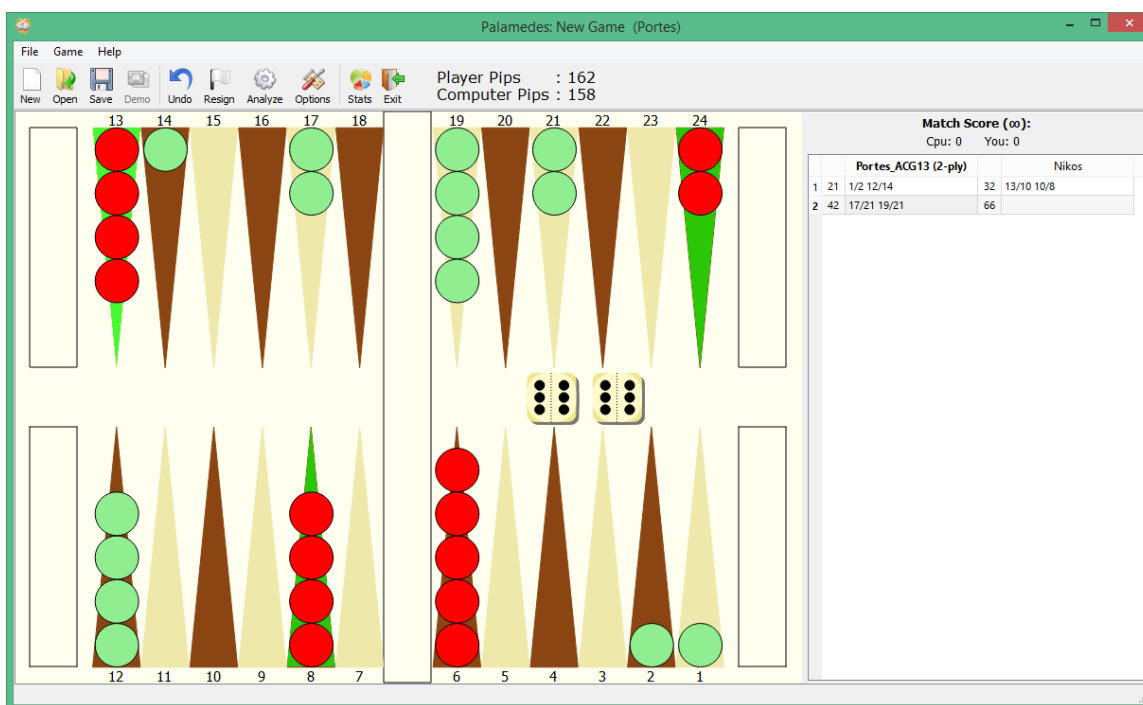 Palamedes: New Game (Portes)
File Game Help
New Open Save Demo Undo Resign Analyze Options Stats Exit
Player Pips : 162
Computer Pips : 158
13 14 15 16 17 18 19 20 21 22 23 24
12 11 10 9 8 7 6 5 4 3 2 1
Match Score (∞):
Cpu: 0 You: 0
Portes_ACG13 (2-ply) Nikos
1 21 1/2 12/14 32 13/10 10/8
2 42 17/21 19/21 66